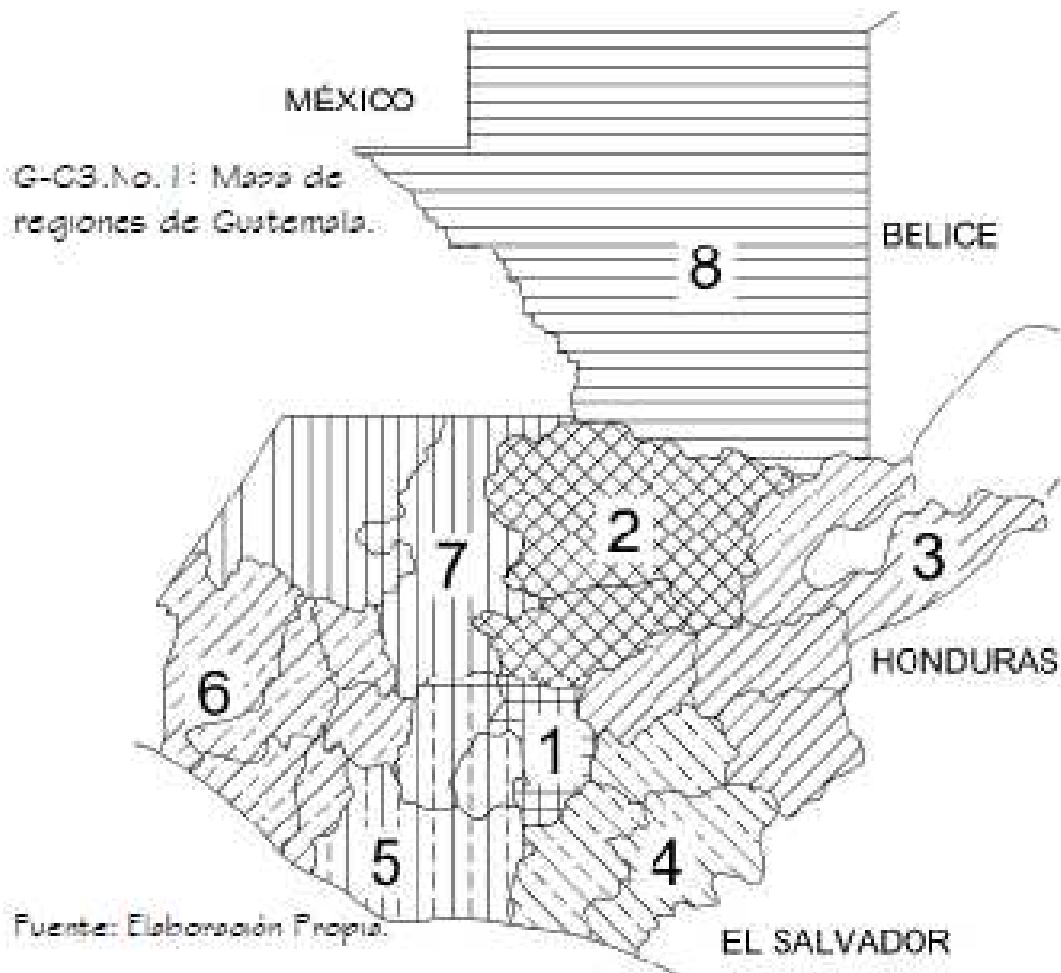 MÉXICO
G-C3.No.1: Mapa de
regiones de Guatemala.
BELICE
8
2
7
3
HONDURAS
6
1
5
4
Fuente: Elaboración Propia.
EL SALVADOR